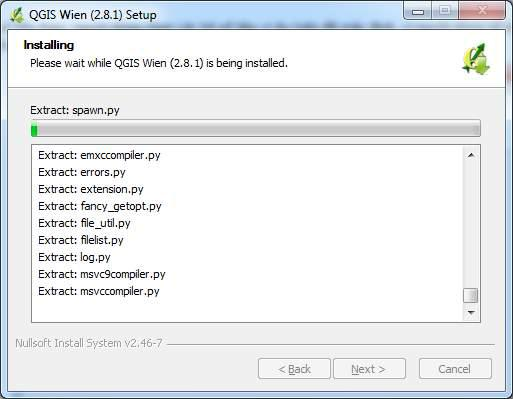 QGIS Wien (2.8.1) Setup
Installing
Please wait while QGIS Wien (2.8.1) is being installed.
Extract: spawn.py
Extract: emxccompiler.py
Extract: errors.py
Extract: extension.py
Extract: fancy_getopt.py
Extract: file_util.py
Extract: filelist.py
Extract: log.py
Extract: msvc9compiler.py
Extract: msvccompiler.py
Nullsoft Install System v2.46-7
< Back
Next >
Cancel